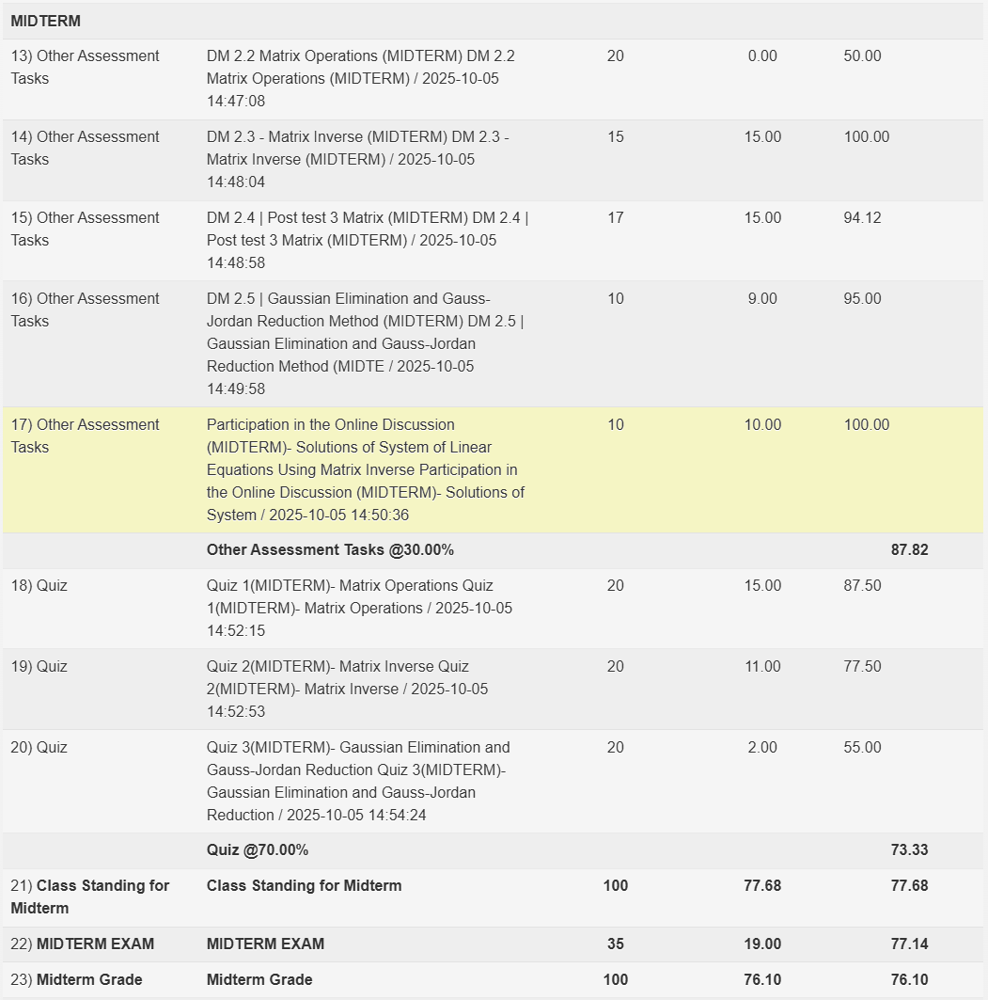 MIDTERM
13) Other Assessment Tasks DM 2.2 Matrix Operations (MIDTERM) DM 2.2 20 0.00 50.00
Matrix Operations (MIDTERM) / 2025-10-05
14:47:08
14) Other Assessment Tasks DM 2.3 - Matrix Inverse (MIDTERM) DM 2.3 - 15 15.00 100.00
Matrix Inverse (MIDTERM) / 2025-10-05
14:48:04
15) Other Assessment Tasks DM 2.4 | Post test 3 Matrix (MIDTERM) DM 2.4 | 17 15.00 94.12
Post test 3 Matrix (MIDTERM) / 2025-10-05
14:48:58
16) Other Assessment Tasks DM 2.5 | Gaussian Elimination and Gauss- 10 9.00 95.00
Jordan Reduction Method (MIDTERM) DM 2.5 |
Gaussian Elimination and Gauss-Jordan
Reduction Method (MIDTE / 2025-10-05
14:49:58
17) Other Assessment Tasks Participation in the Online Discussion 10 10.00 100.00
(MIDTERM)- Solutions of System of Linear
Equations Using Matrix Inverse Participation in
the Online Discussion (MIDTERM)- Solutions of
System / 2025-10-05 14:50:36
Other Assessment Tasks @30.00% 87.82
18) Quiz Quiz 1(MIDTERM)- Matrix Operations Quiz 20 15.00 87.50
1(MIDTERM)- Matrix Operations / 2025-10-05
14:52:15
19) Quiz Quiz 2(MIDTERM)- Matrix Inverse Quiz 20 11.00 77.50
2(MIDTERM)- Matrix Inverse / 2025-10-05
14:52:53
20) Quiz Quiz 3(MIDTERM)- Gaussian Elimination and 20 2.00 55.00
Gauss-Jordan Reduction Quiz 3(MIDTERM)-
Gaussian Elimination and Gauss-Jordan
Reduction / 2025-10-05 14:54:24
Quiz @70.00% 73.33
21) Class Standing for Midterm Class Standing for Midterm 100 77.68 77.68
22) MIDTERM EXAM MIDTERM EXAM 35 19.00 77.14
23) Midterm Grade Midterm Grade 100 76.10 76.10